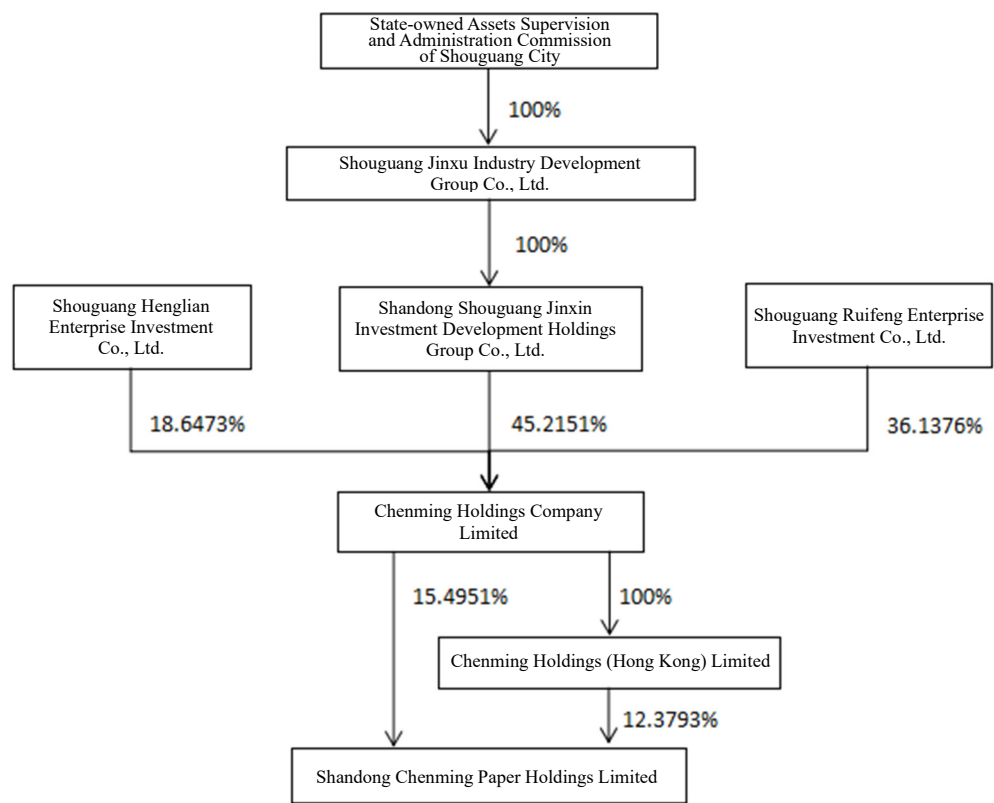 State-owned Assets Supervision
and Administration Commission
of Shouguang City
100%
Shouguang Jinxu Industry Development
Group Co., Ltd.
100%
Shouguang Henglian
Enterprise Investment
Co., Ltd.
Shandong Shouguang Jinxin
Investment Development Holdings
Group Co., Ltd.
Shouguang Ruifeng Enterprise
Investment Co., Ltd.
18.6473%
45.2151%
36.1376%
Chenming Holdings Company
Limited
15.4951%
100%
Chenming Holdings (Hong Kong) Limited
12.3793%
Shandong Chenming Paper Holdings Limited